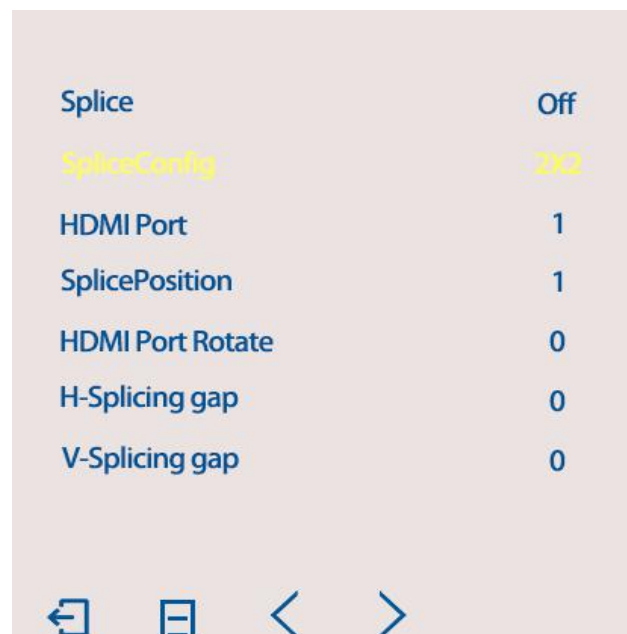 Splice Off
SpliceConfig 2X2
HDMI Port 1
SplicePosition 1
HDMI Port Rotate 0
H-Splicing gap 0
V-Splicing gap 0